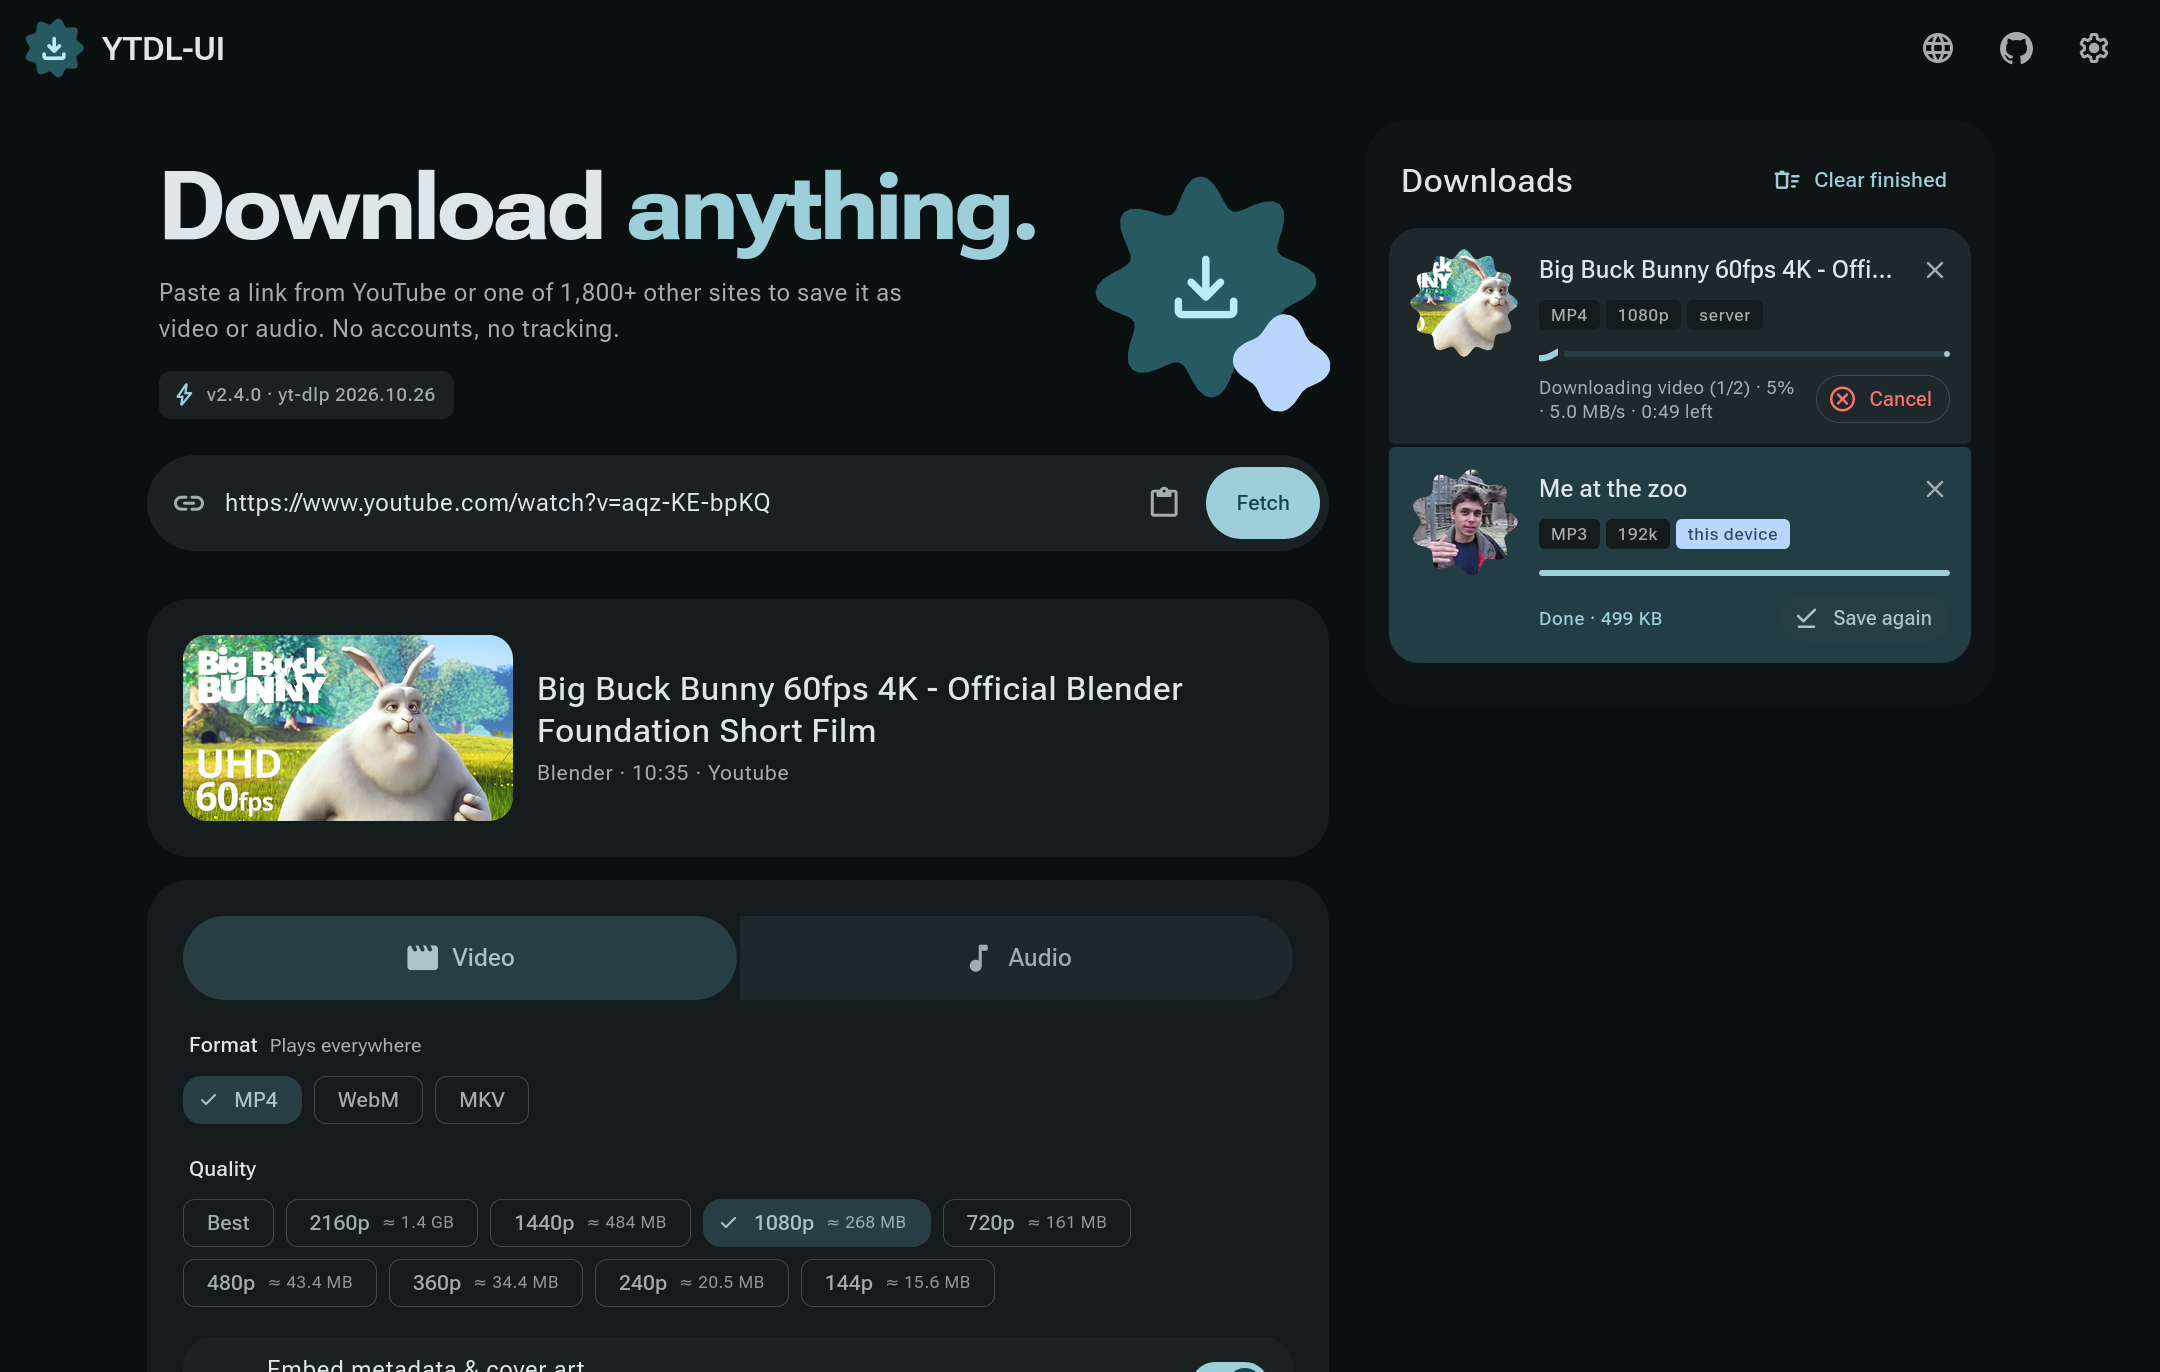 YTDL-UI
Download anything.
Paste a link from YouTube or one of 1,800+ other sites to save it as
video or audio. No accounts, no tracking.
v2.4.0 · yt-dlp 2026.10.26
https://www.youtube.com/watch?v=aqz-KE-bpKQ
Fetch
Big Buck
BUNNY
UHD
60fps
Big Buck Bunny 60fps 4K - Official Blender
Foundation Short Film
Blender · 10:35 · Youtube
Video
Audio
Format Plays everywhere
MP4 WebM MKV
Quality
Best 2160p ≈ 1.4 GB 1440p ≈ 484 MB 1080p ≈ 268 MB 720p ≈ 161 MB
480p ≈ 43.4 MB 360p ≈ 34.4 MB 240p ≈ 20.5 MB 144p ≈ 15.6 MB
Embed metadata & cover art
Downloads
Clear finished
Big Buck Bunny 60fps 4K - Offi...
MP4 1080p server
Downloading video (1/2) · 5%
· 5.0 MB/s · 0:49 left
Cancel
Me at the zoo
MP3 192k this device
Done · 499 KB
Save again